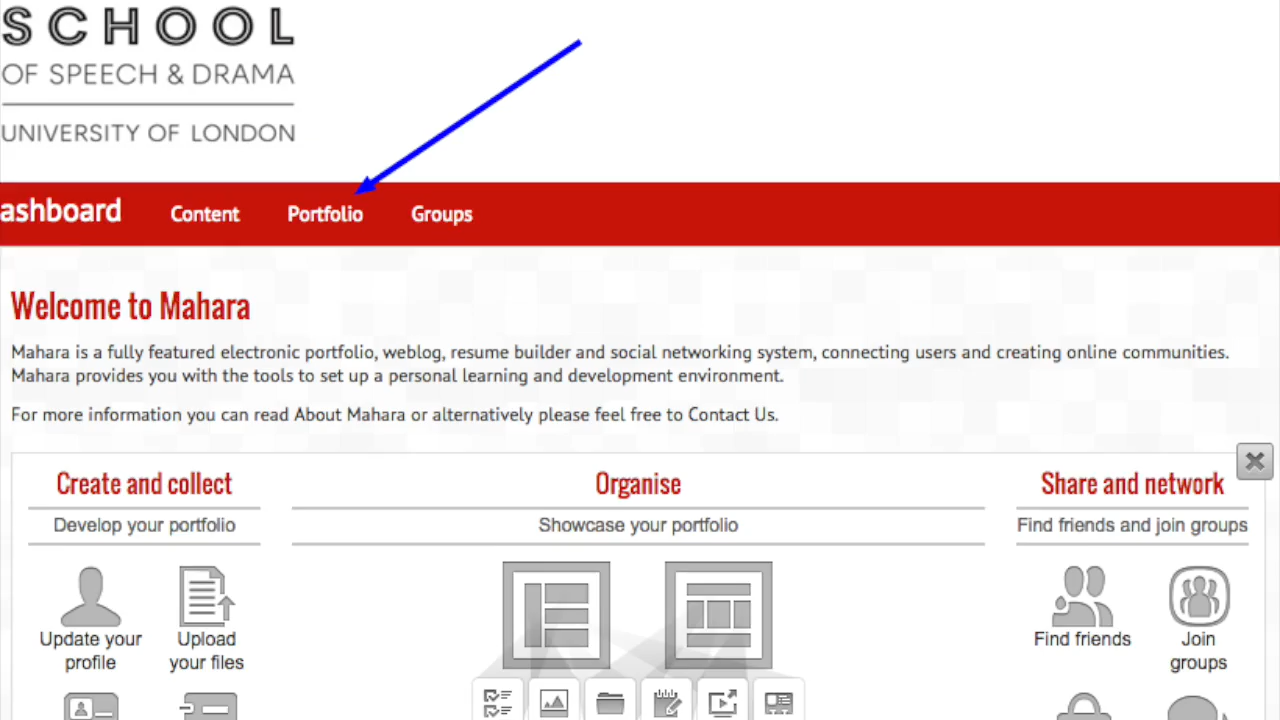 SCHOOL
OF SPEECH & DRAMA
UNIVERSITY OF LONDON
ashboard Content Portfolio Groups
Welcome to Mahara
Mahara is a fully featured electronic portfolio, weblog, resume builder and social networking system, connecting users and creating online communities.
Mahara provides you with the tools to set up a personal learning and development environment.
For more information you can read About Mahara or alternatively please feel free to Contact Us.
Create and collect
Develop your portfolio
Update your
profile
Upload
your files
Organise
Showcase your portfolio
Share and network
Find friends and join groups
Find friends
Join
groups